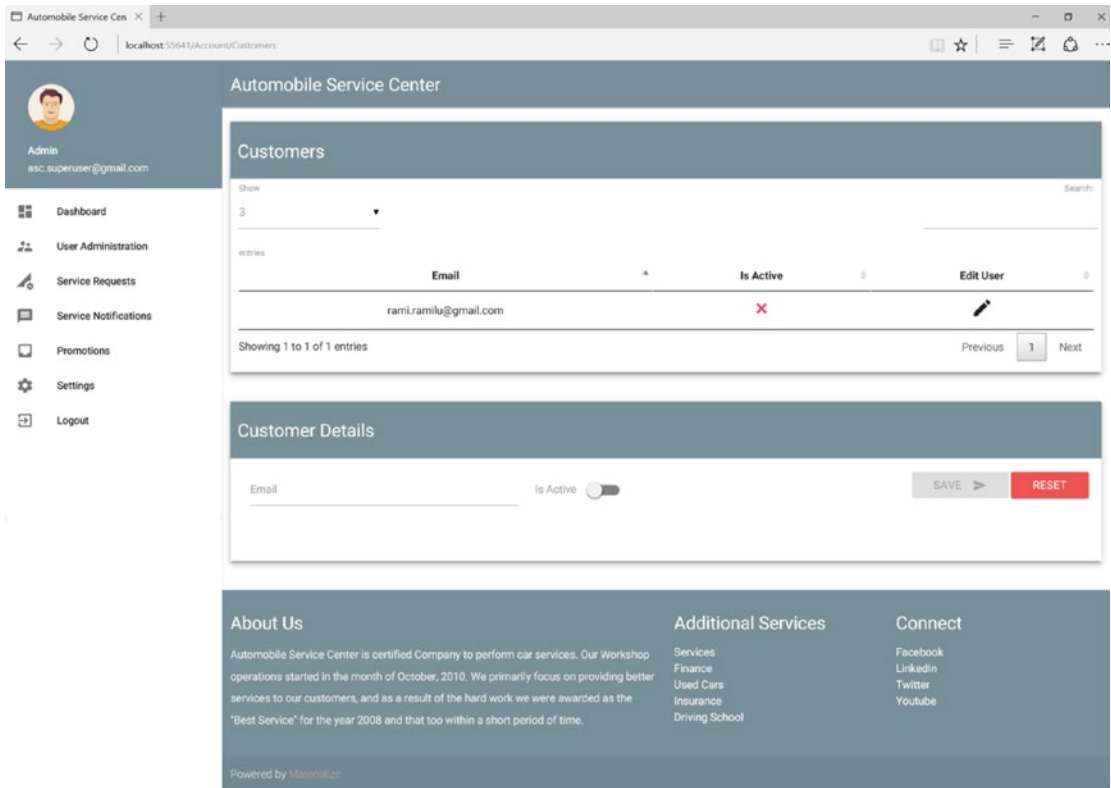 Automobile Service Cen
localhost:55641/Account/Customers
Automobile Service Center
Admin
asc.superuser@gmail.com
Dashboard
User Administration
Service Requests
Service Notifications
Promotions
Settings
Logout
Customers
Show
3
entries
Search:
Email Is Active Edit User
rami.ramilu@gmail.com
Showing 1 to 1 of 1 entries
Previous 1 Next
Customer Details
Email
Is Active
SAVE
RESET
About Us
Automobile Service Center is certified Company to perform car services. Our Workshop
operations started in the month of October, 2010. We primarily focus on providing better
services to our customers, and as a result of the hard work we were awarded as the
"Best Service" for the year 2008 and that too within a short period of time.
Additional Services
Services
Finance
Used Cars
Insurance
Driving School
Connect
Facebook
LinkedIn
Twitter
Youtube
Powered by Materialize